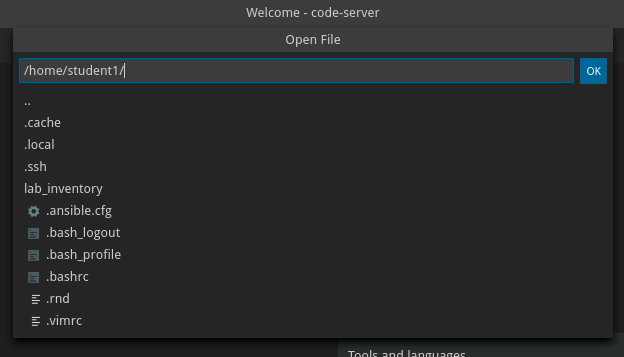 Welcome - code-server
Open File
/home/student1/
OK
..
.cache
.local
.ssh
lab_inventory
.ansible.cfg
.bash_logout
.bash_profile
.bashrc
.rnd
.vimrc
Tools and languages